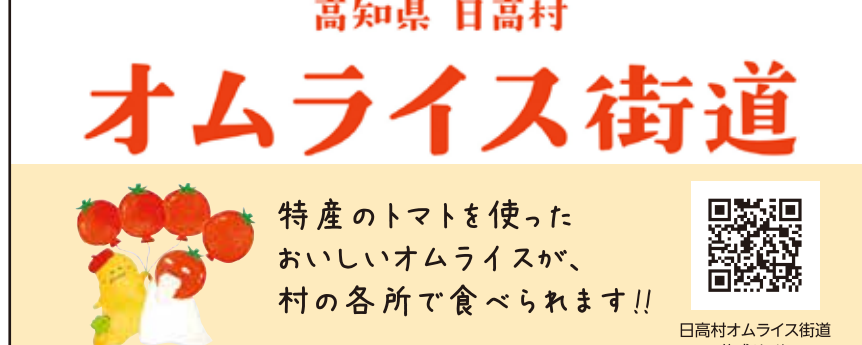 高知県 日高村
オムライス街道
特産のトマトを使った
おいしいオムライスが、
村の各所で食べられます!!
日高村オムライス街道